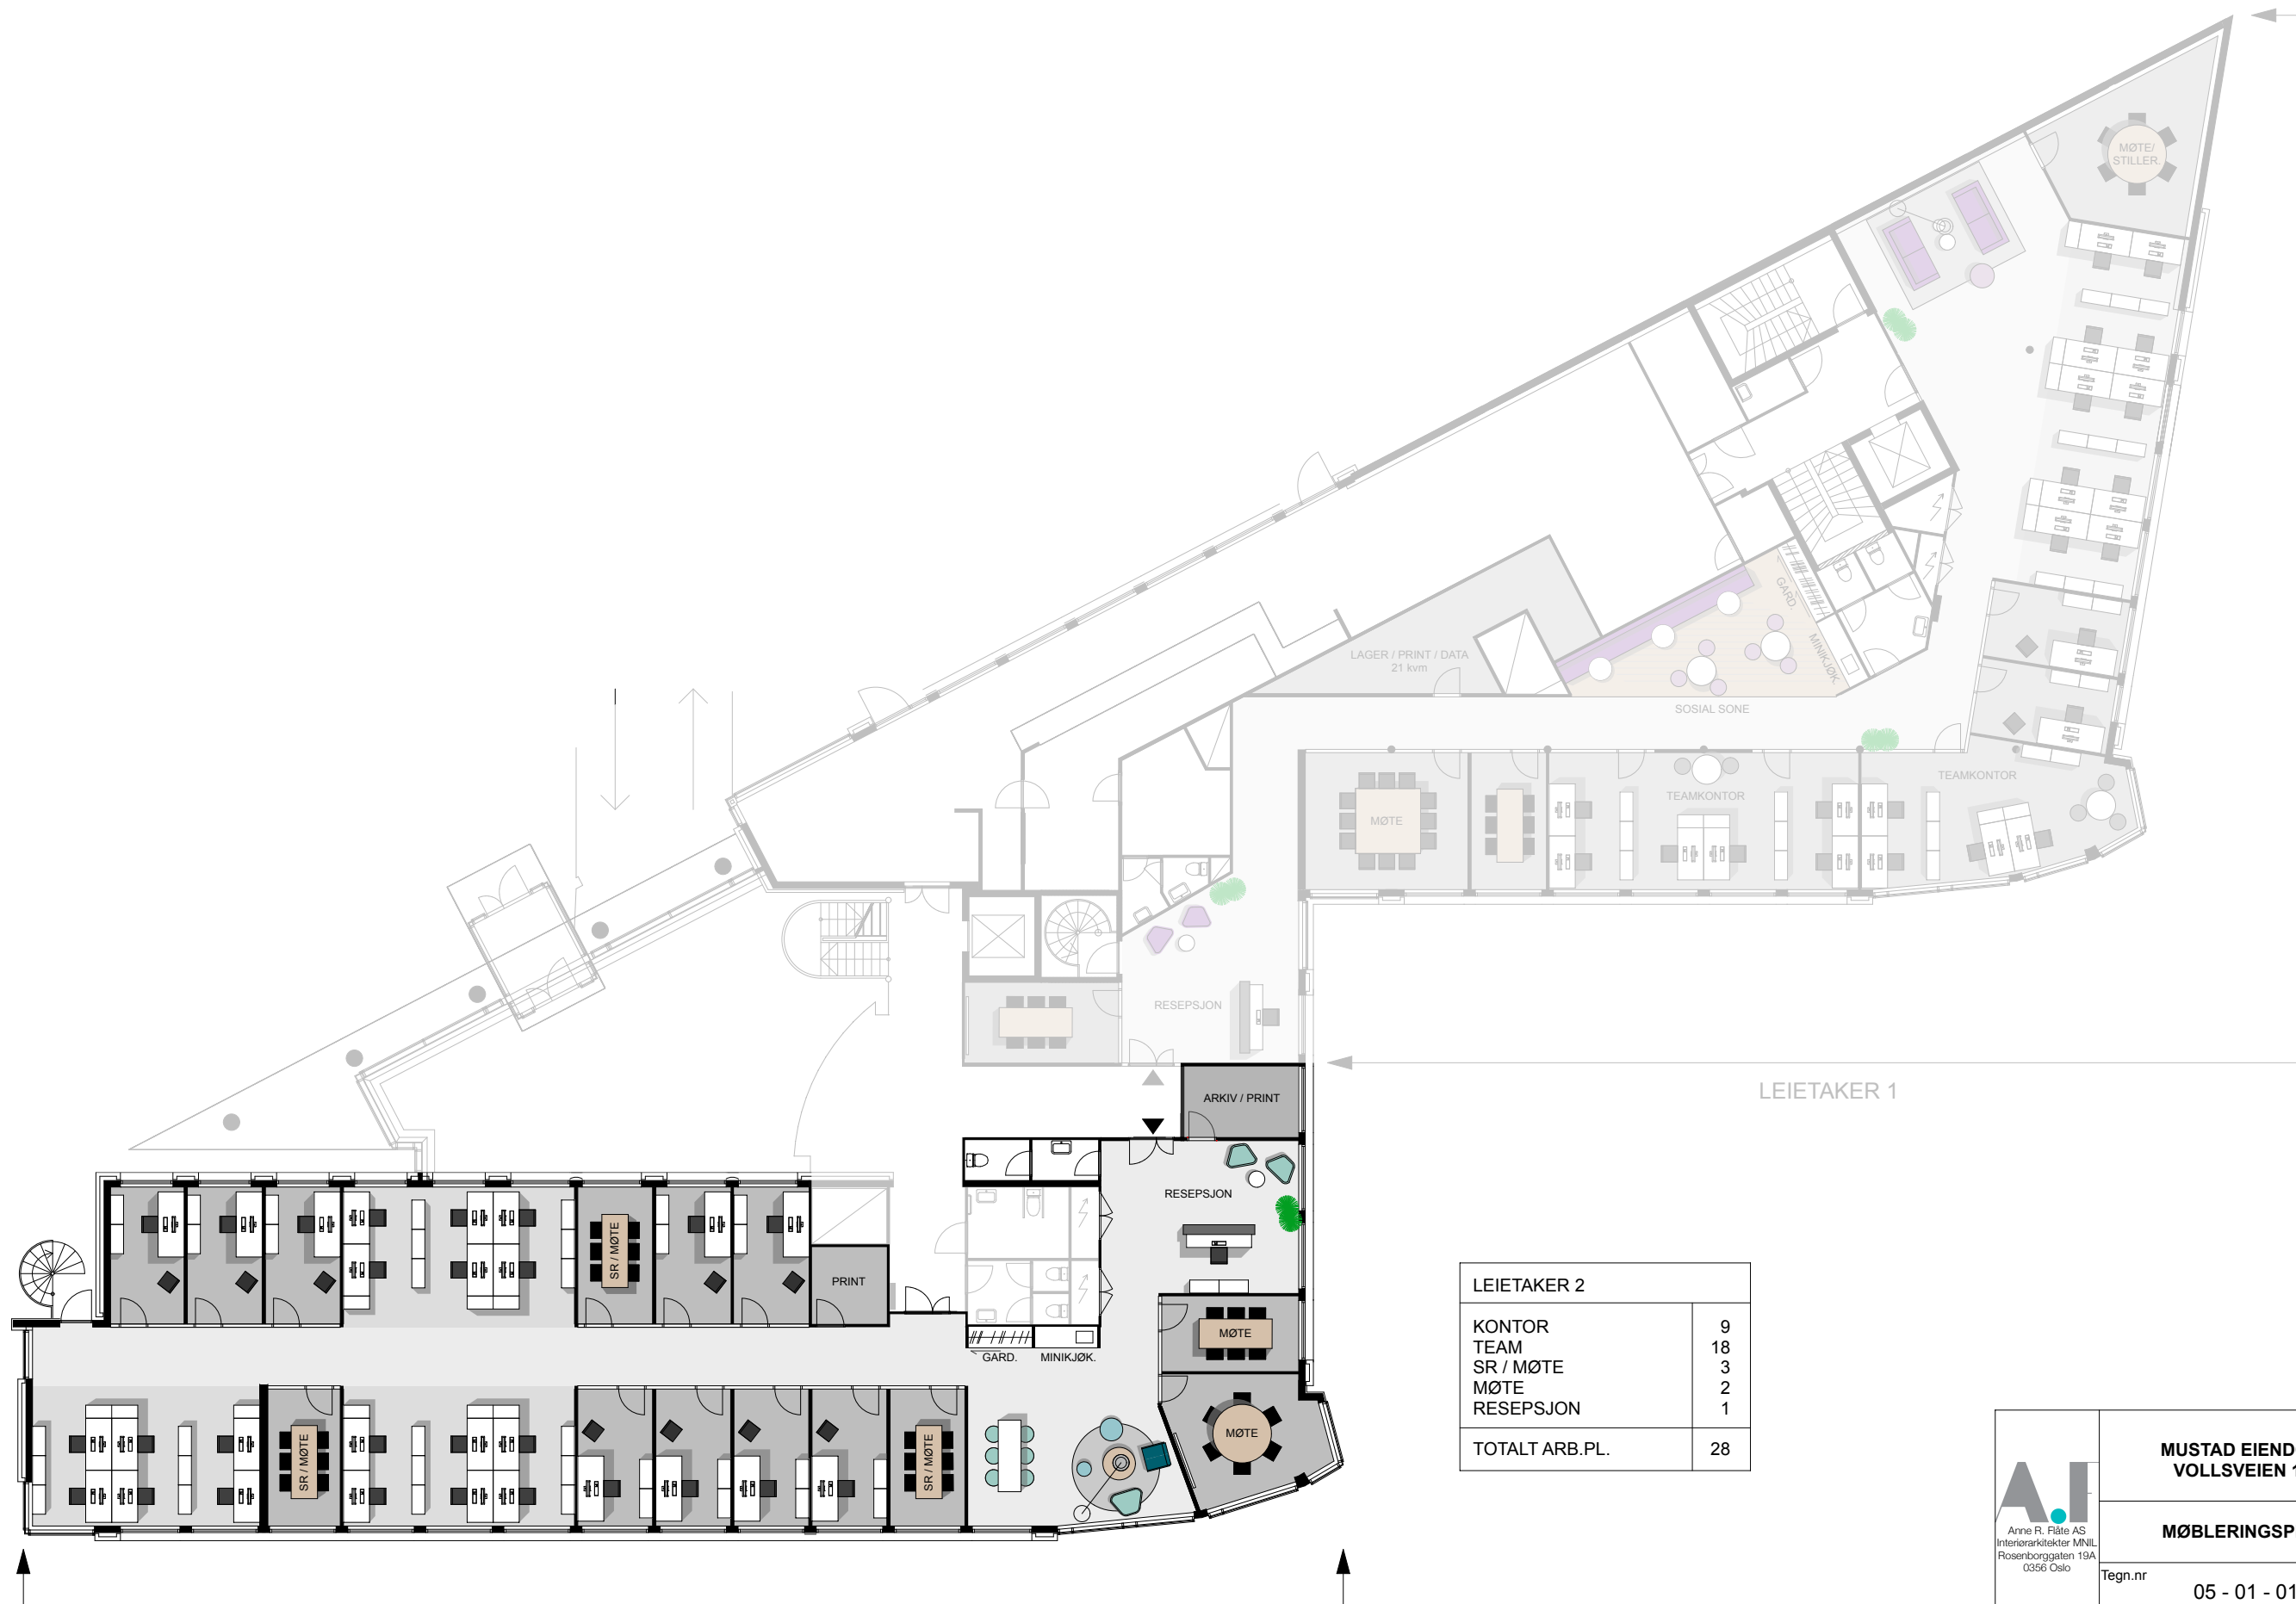 MØTE/
STILLER.
GARD.
MINIKJØK.
LAGER / PRINT / DATA
21 kvm
SOSIAL SONE
TEAMKONTOR
TEAMKONTOR
MØTE
RESEPSJON
LEIETAKER 1
ARKIV / PRINT
RESEPSJON
SR / MØTE
PRINT
MØTE
GARD.
MINIKJØK.
SR / MØTE
SR / MØTE
MØTE
LEIETAKER 2
KONTOR 9
TEAM 18
SR / MØTE 3
MØTE 2
RESEPSJON 1
TOTALT ARB.PL. 28
A.F
Anne R. Flåte AS
Interiørarkitekter MNIL
Rosenborggaten 19A
0356 Oslo
MUSTAD EIEND
VOLLSVEIEN 1
MØBLERINGSP
Tegn.nr
05 - 01 - 01